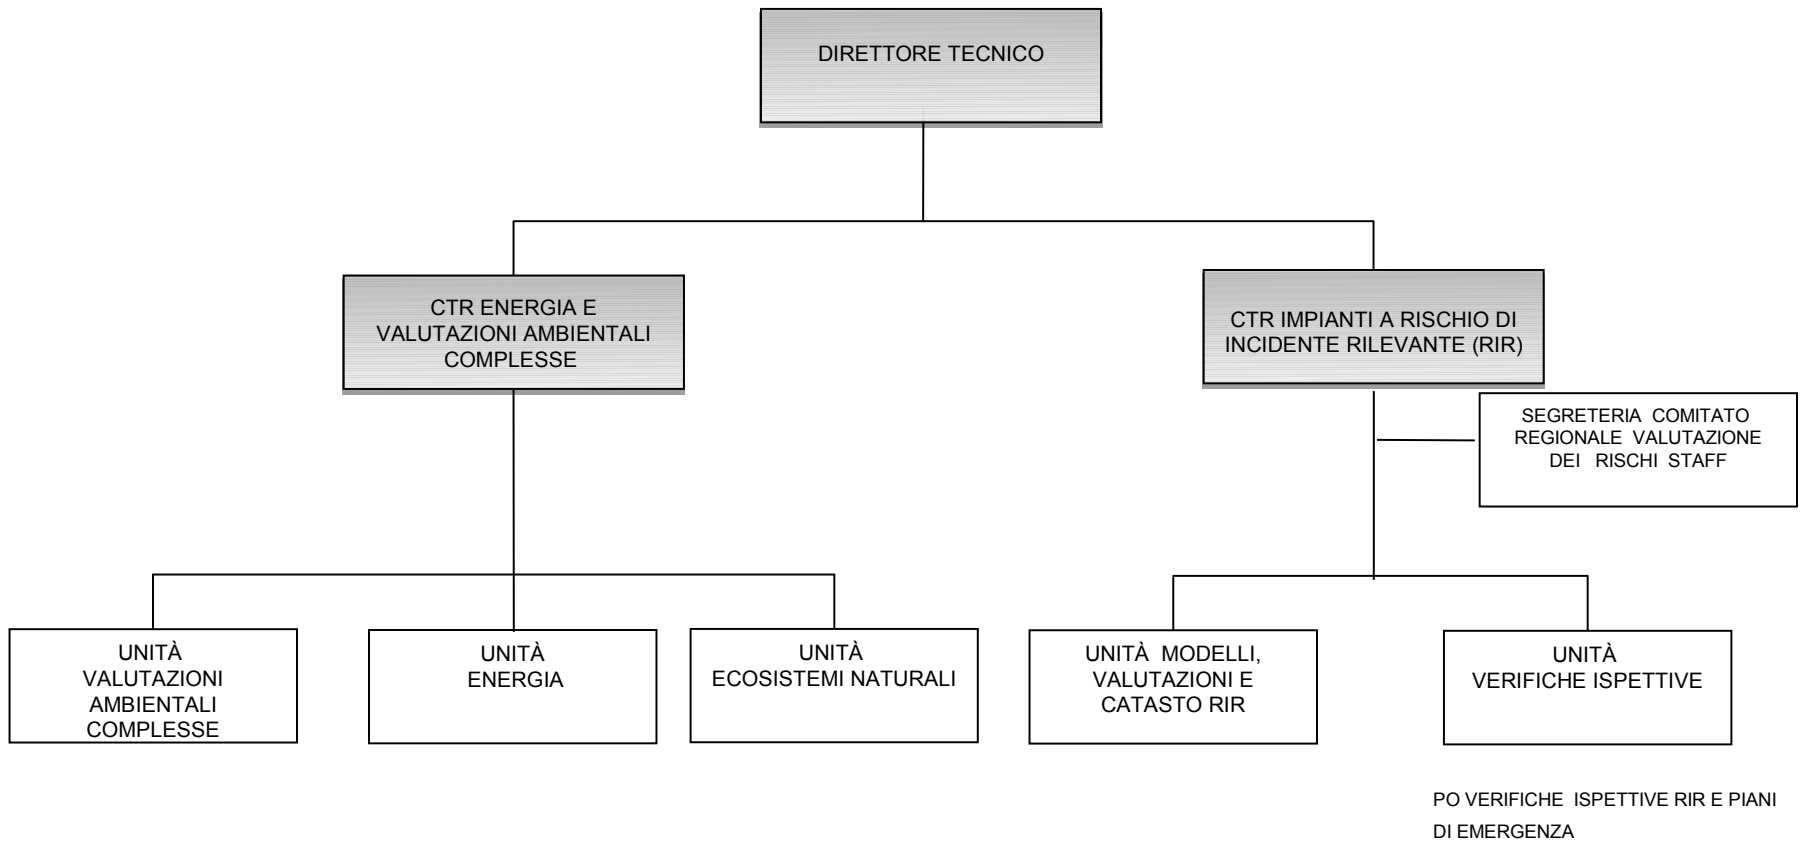 DIRETTORE TECNICO
CTR ENERGIA E
VALUTAZIONI AMBIENTALI
COMPLESSE
CTR IMPIANTI A RISCHIO DI
INCIDENTE RILEVANTE (RIR)
SEGRETERIA COMITATO
REGIONALE VALUTAZIONE
DEI RISCHI STAFF
UNITÀ
VALUTAZIONI
AMBIENTALI
COMPLESSE
UNITÀ
ENERGIA
UNITÀ
ECOSISTEMI NATURALI
UNITÀ MODELLI,
VALUTAZIONI E
CATASTO RIR
UNITÀ
VERIFICHE ISPETTIVE
PO VERIFICHE ISPETTIVE RIR E PIANI
DI EMERGENZA